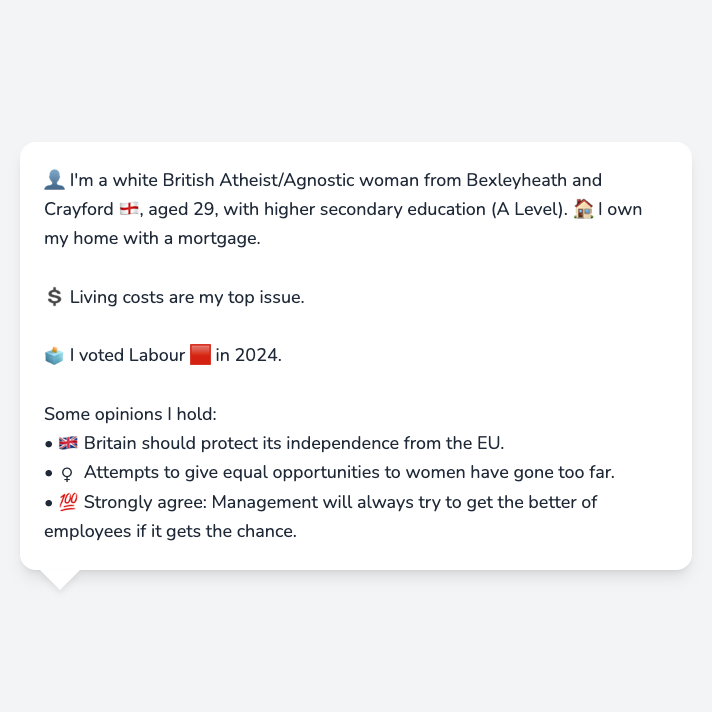 👤 I'm a white British Atheist/Agnostic woman from Bexleyheath and
Crayford 🏴󠁧󠁢󠁥󠁮󠁧󠁿, aged 29, with higher secondary education (A Level). 🏠 I own
my home with a mortgage.
💲 Living costs are my top issue.
🗳️ I voted Labour 🟥 in 2024.
Some opinions I hold:
• 🇬🇧 Britain should protect its independence from the EU.
• ♀ Attempts to give equal opportunities to women have gone too far.
• 💯 Strongly agree: Management will always try to get the better of
employees if it gets the chance.